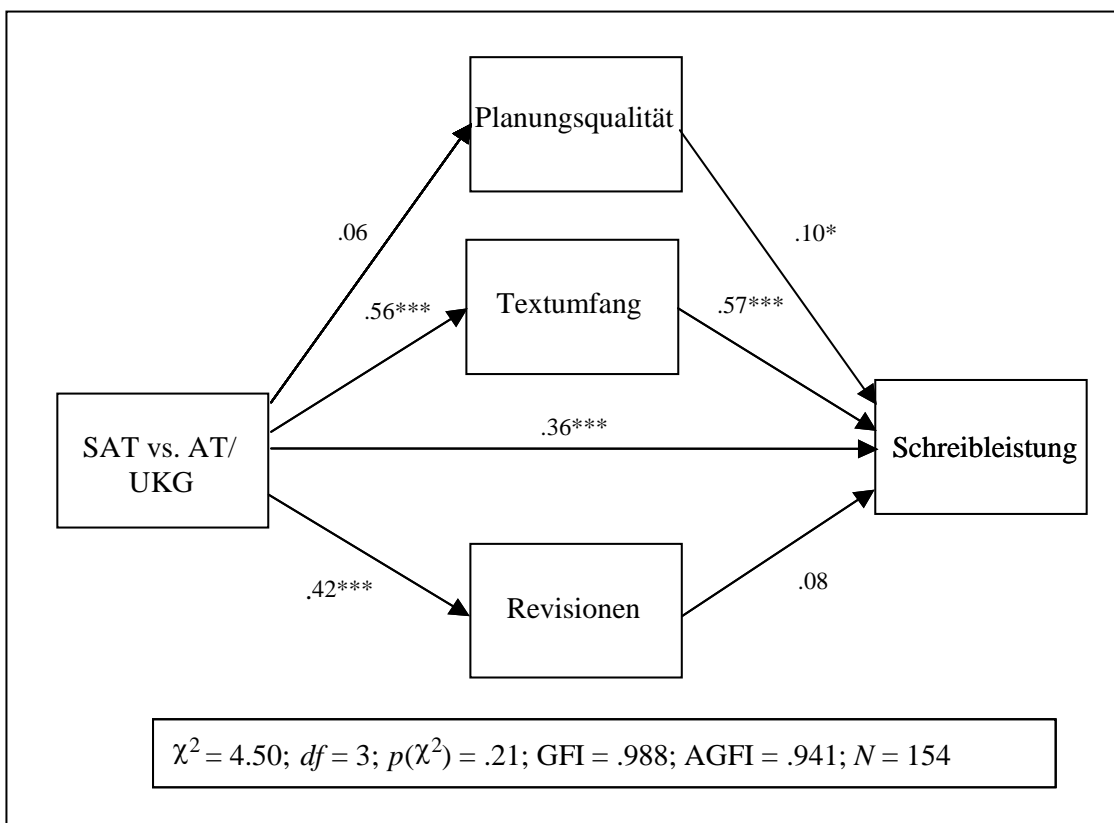 Planungsqualität
.06
.10*
Textumfang
.56***
.57***
SAT vs. AT/
UKG
.36***
Schreibleistung
.42***
Revisionen
.08
χ² = 4.50; df = 3; p(χ²) = .21; GFI = .988; AGFI = .941; N = 154